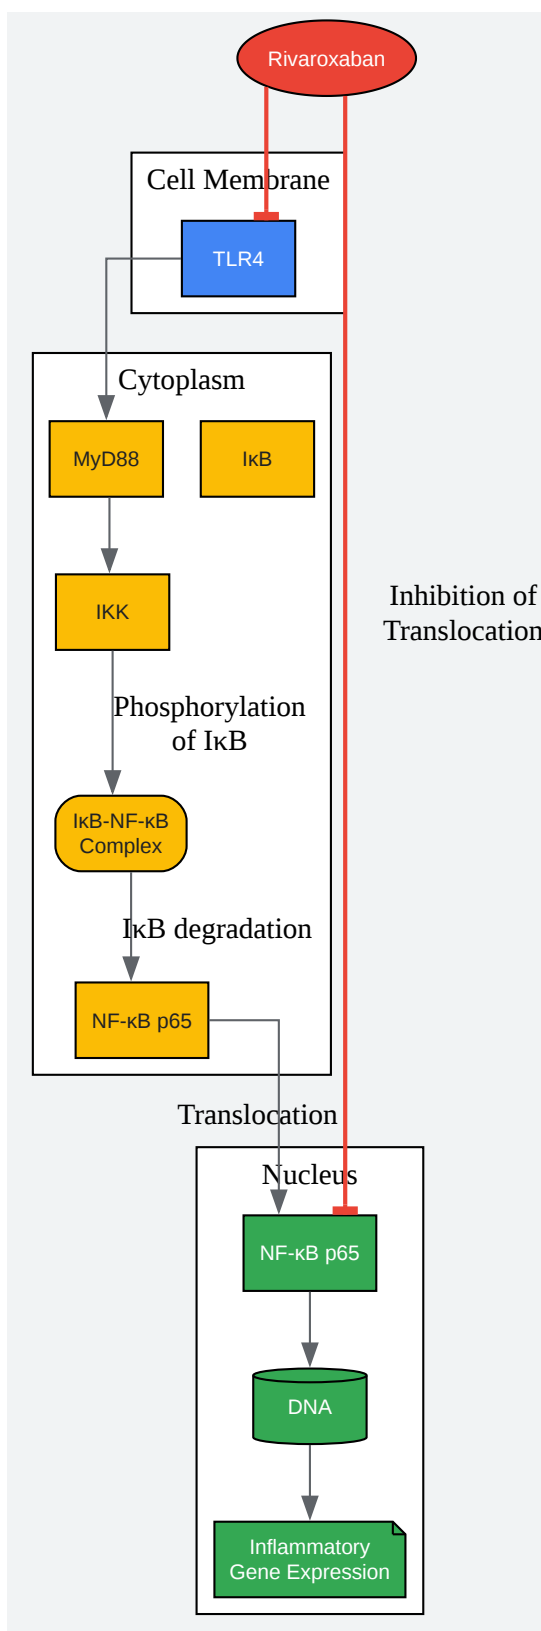 Rivaroxaban
Cell Membrane
TLR4
Cytoplasm
MyD88
IκB
IKK
Inhibition of
Translocation
Phosphorylation
of IκB
IκB-NF-κB
Complex
IκB degradation
NF-κB p65
Translocation
Nucleus
NF-κB p65
DNA
Inflammatory
Gene Expression